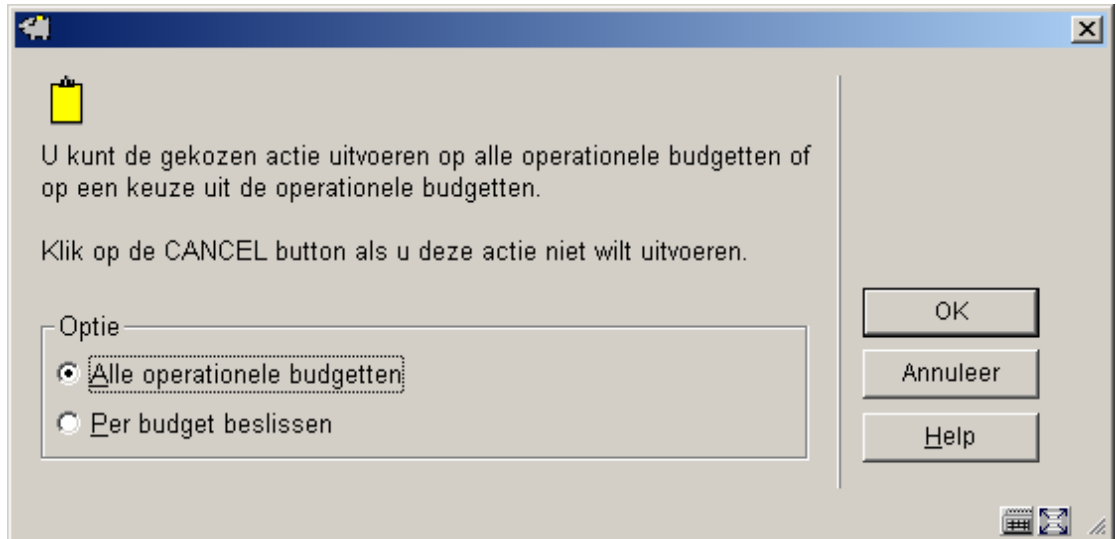 U kunt de gekozen actie uitvoeren op alle operationele budgetten of
op een keuze uit de operationele budgetten.
Klik op de CANCEL button als u deze actie niet wilt uitvoeren.
Optie
Alle operationele budgetten
Per budget beslissen
OK
Annuleer
Help